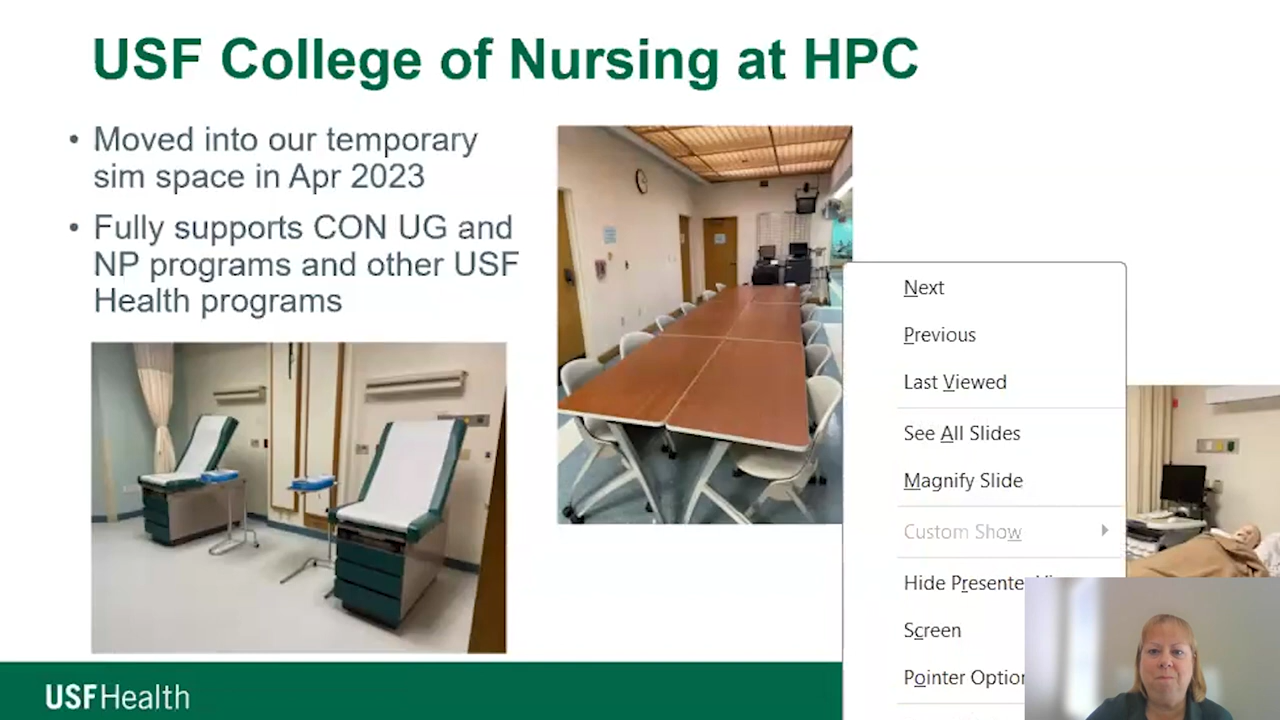 USF College of Nursing at HPC
• Moved into our temporary
sim space in Apr 2023
• Fully supports CON UG and
NP programs and other USF
Health programs
Next
Previous
Last Viewed
See All Slides
Magnify Slide
Custom Show
Hide
Screen
Pointer
USFHealth